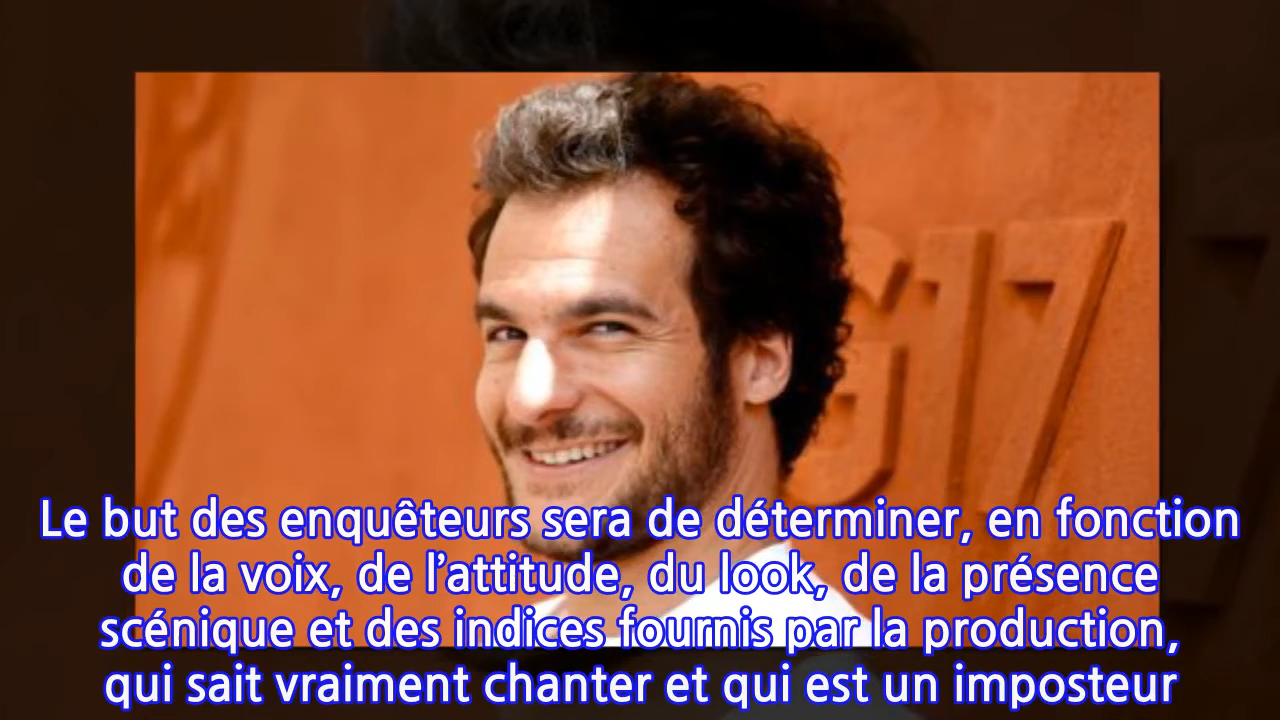 G17
Le but des enquêteurs sera de déterminer, en fonction
de la voix, de l’attitude, du look, de la présence
scénique et des indices fournis par la production,
qui sait vraiment chanter et qui est un imposteur